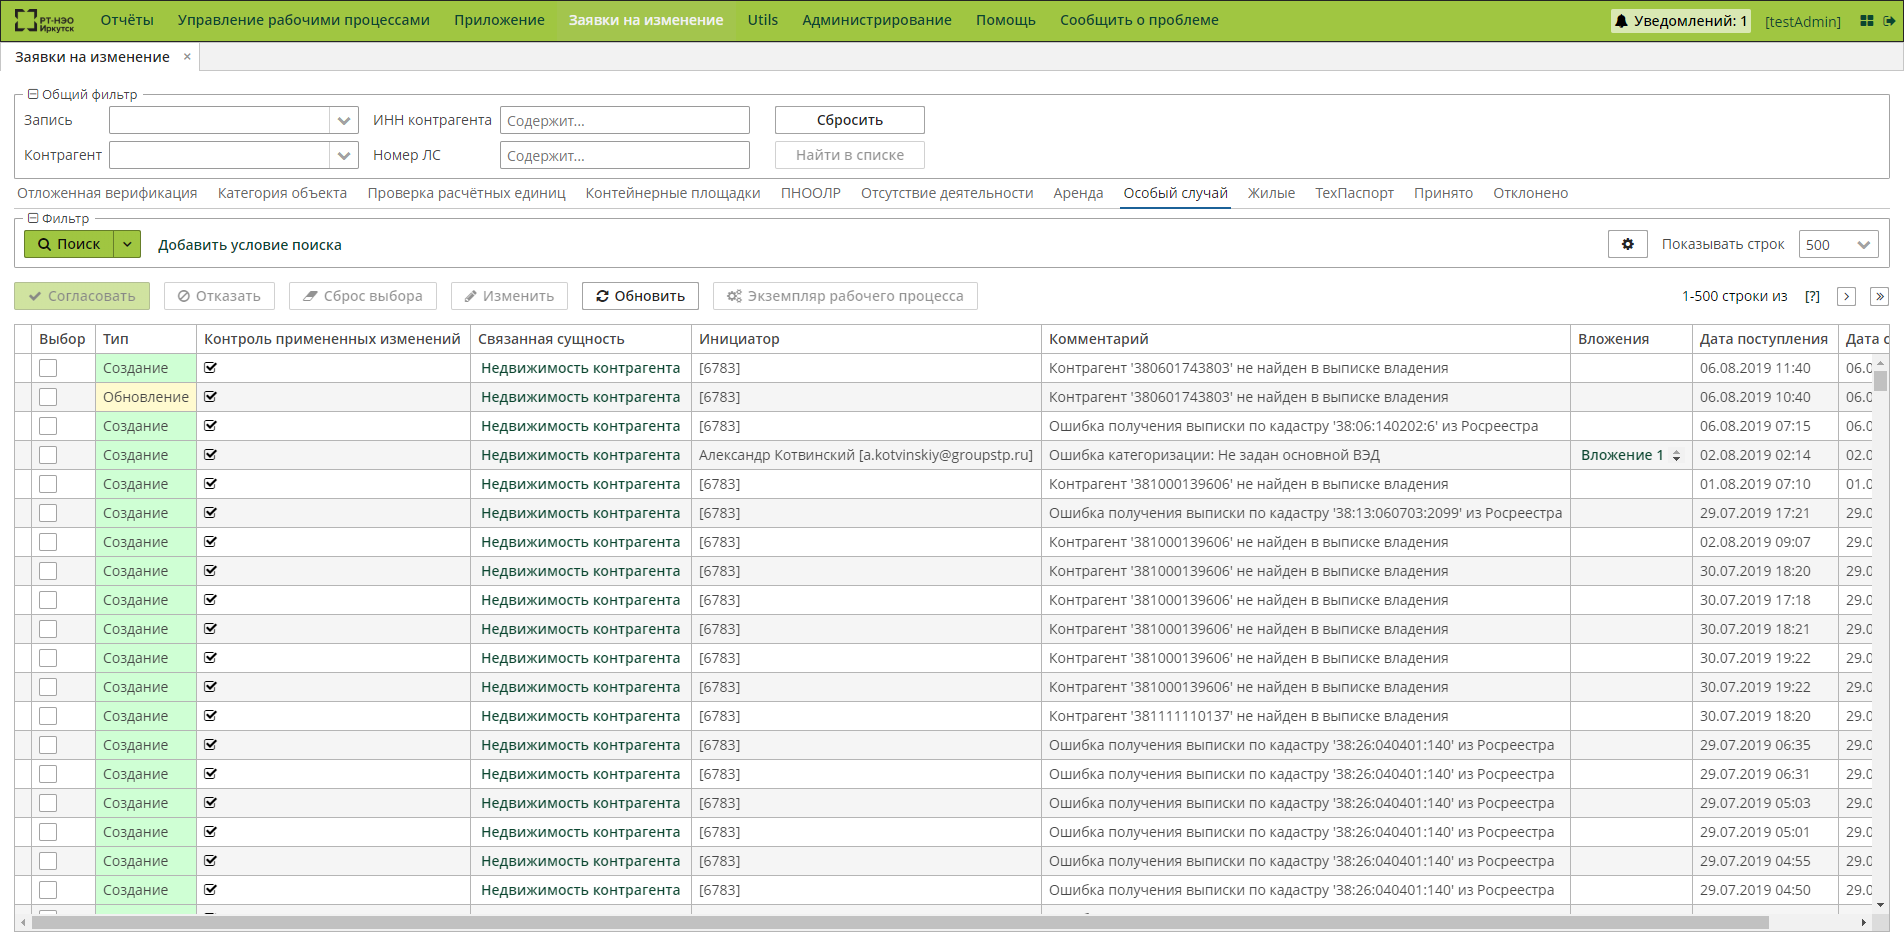 РТ-НЭО Иркутск Отчёты Управление рабочими процессами Приложение Заявки на изменение Utils Администрирование Помощь Сообщить о проблеме Уведомлений: 1 [testAdmin]
Заявки на изменение ×
Общий фильтр
Запись ИНН контрагента Содержит... Сбросить
Контрагент Номер ЛС Содержит... Найти в списке
Отложенная верификация Категория объекта Проверка расчётных единиц Контейнерные площадки ПНООЛР Отсутствие деятельности Аренда Особый случай Жилые ТехПаспорт Принято Отклонено
Фильтр
Поиск Добавить условие поиска Показывать строк 500
Согласовать Отказать Сброс выбора Изменить Обновить Экземпляр рабочего процесса 1-500 строки из [?]
Выбор Тип Контроль примененных изменений Связанная сущность Инициатор Комментарий Вложения Дата поступления Дата с
Создание Недвижимость контрагента [6783] Контрагент '380601743803' не найден в выписке владения 06.08.2019 11:40 06.0
Обновление Недвижимость контрагента [6783] Контрагент '380601743803' не найден в выписке владения 06.08.2019 10:40 06.0
Создание Недвижимость контрагента [6783] Ошибка получения выписки по кадастру '38:06:140202:6' из Росреестра 06.08.2019 07:15 06.0
Создание Недвижимость контрагента Александр Котвинский [a.kotvinskiy@groupstp.ru] Ошибка категоризации: Не задан основной ВЭД Вложение 1 02.08.2019 02:14 02.0
Создание Недвижимость контрагента [6783] Контрагент '381000139606' не найден в выписке владения 01.08.2019 07:10 01.0
Создание Недвижимость контрагента [6783] Ошибка получения выписки по кадастру '38:13:060703:2099' из Росреестра 29.07.2019 17:21 29.0
Создание Недвижимость контрагента [6783] Контрагент '381000139606' не найден в выписке владения 02.08.2019 09:07 29.0
Создание Недвижимость контрагента [6783] Контрагент '381000139606' не найден в выписке владения 30.07.2019 18:20 29.0
Создание Недвижимость контрагента [6783] Контрагент '381000139606' не найден в выписке владения 30.07.2019 17:18 29.0
Создание Недвижимость контрагента [6783] Контрагент '381000139606' не найден в выписке владения 30.07.2019 18:21 29.0
Создание Недвижимость контрагента [6783] Контрагент '381000139606' не найден в выписке владения 30.07.2019 19:22 29.0
Создание Недвижимость контрагента [6783] Контрагент '381000139606' не найден в выписке владения 30.07.2019 19:22 29.0
Создание Недвижимость контрагента [6783] Контрагент '381111110137' не найден в выписке владения 30.07.2019 18:20 29.0
Создание Недвижимость контрагента [6783] Ошибка получения выписки по кадастру '38:26:040401:140' из Росреестра 29.07.2019 06:35 29.0
Создание Недвижимость контрагента [6783] Ошибка получения выписки по кадастру '38:26:040401:140' из Росреестра 29.07.2019 06:31 29.0
Создание Недвижимость контрагента [6783] Ошибка получения выписки по кадастру '38:26:040401:140' из Росреестра 29.07.2019 05:03 29.0
Создание Недвижимость контрагента [6783] Ошибка получения выписки по кадастру '38:26:040401:140' из Росреестра 29.07.2019 05:01 29.0
Создание Недвижимость контрагента [6783] Ошибка получения выписки по кадастру '38:26:040401:140' из Росреестра 29.07.2019 04:55 29.0
Создание Недвижимость контрагента [6783] Ошибка получения выписки по кадастру '38:26:040401:140' из Росреестра 29.07.2019 04:50 29.0